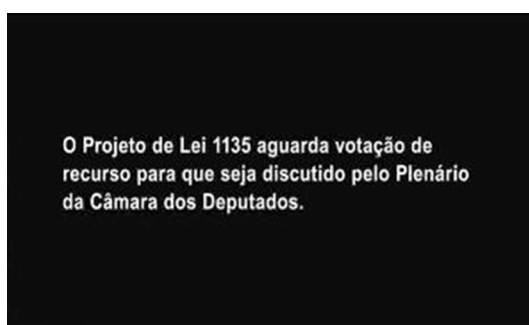 O Projeto de Lei 1135 aguarda votação de
recurso para que seja discutido pelo Plenário
da Câmara dos Deputados.